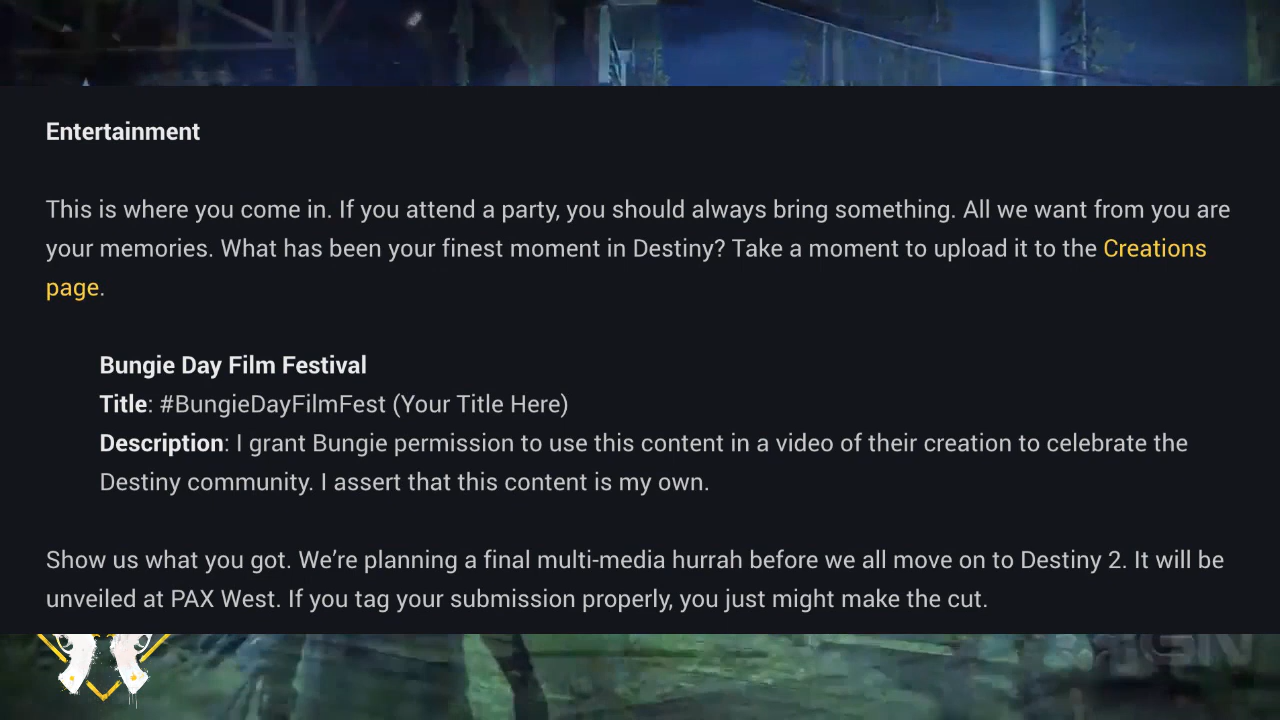 Entertainment
This is where you come in. If you attend a party, you should always bring something. All we want from you are
your memories. What has been your finest moment in Destiny? Take a moment to upload it to the Creations
page.
Bungie Day Film Festival
Title: #BungieDayFilmFest (Your Title Here)
Description: I grant Bungie permission to use this content in a video of their creation to celebrate the
Destiny community. I assert that this content is my own.
Show us what you got. We’re planning a final multi-media hurrah before we all move on to Destiny 2. It will be
unveiled at PAX West. If you tag your submission properly, you just might make the cut.
IGN